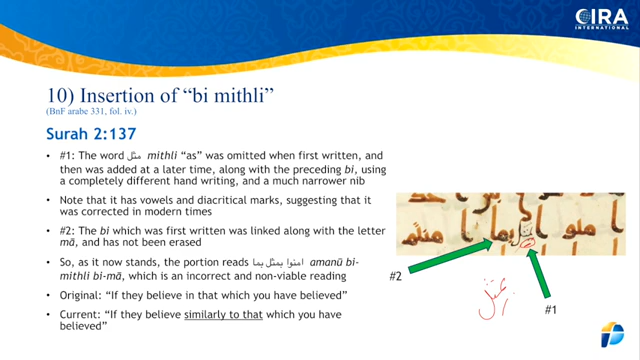 CIRA
INTERNATIONAL
10) Insertion of “bi mithli”
(BnF arabe 331, fol. iv.)
Surah 2:137
• #1: The word مثل mithli “as” was omitted when first written, and
then was added at a later time, along with the preceding bi, using
a completely different hand writing, and a much narrower nib
• Note that it has vowels and diacritical marks, suggesting that it
was corrected in modern times
• #2: The bi which was first written was linked along with the letter
mā, and has not been erased
• So, as it now stands, the portion reads امنوا بمثل بما amanū bi-
mithli bi-mā, which is an incorrect and non-viable reading
• Original: “If they believe in that which you have believed”
• Current: “If they believe similarly to that which you have
believed”
#2
#1